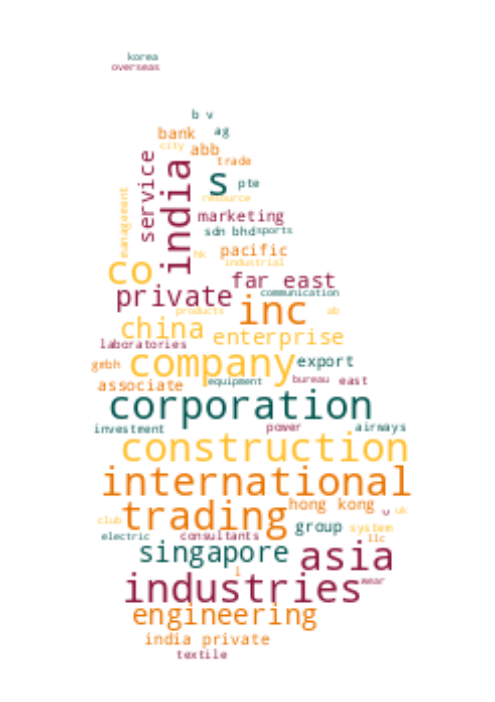 korea
overseas
b v
bank ag
city abb
trade
service
india
s pte
management
resource
marketing
sdn bhd sports
hk pacific
industrial
co
far east
private communication
products inc ab
china enterprise
laboratories
company export
gmbh
associate equipment bureau east
corporation
investment power airways
construction
international
trading hong kong v uk
club group system
electric consultants llc
singapore asia
l
industries wear
engineering
india private
textile